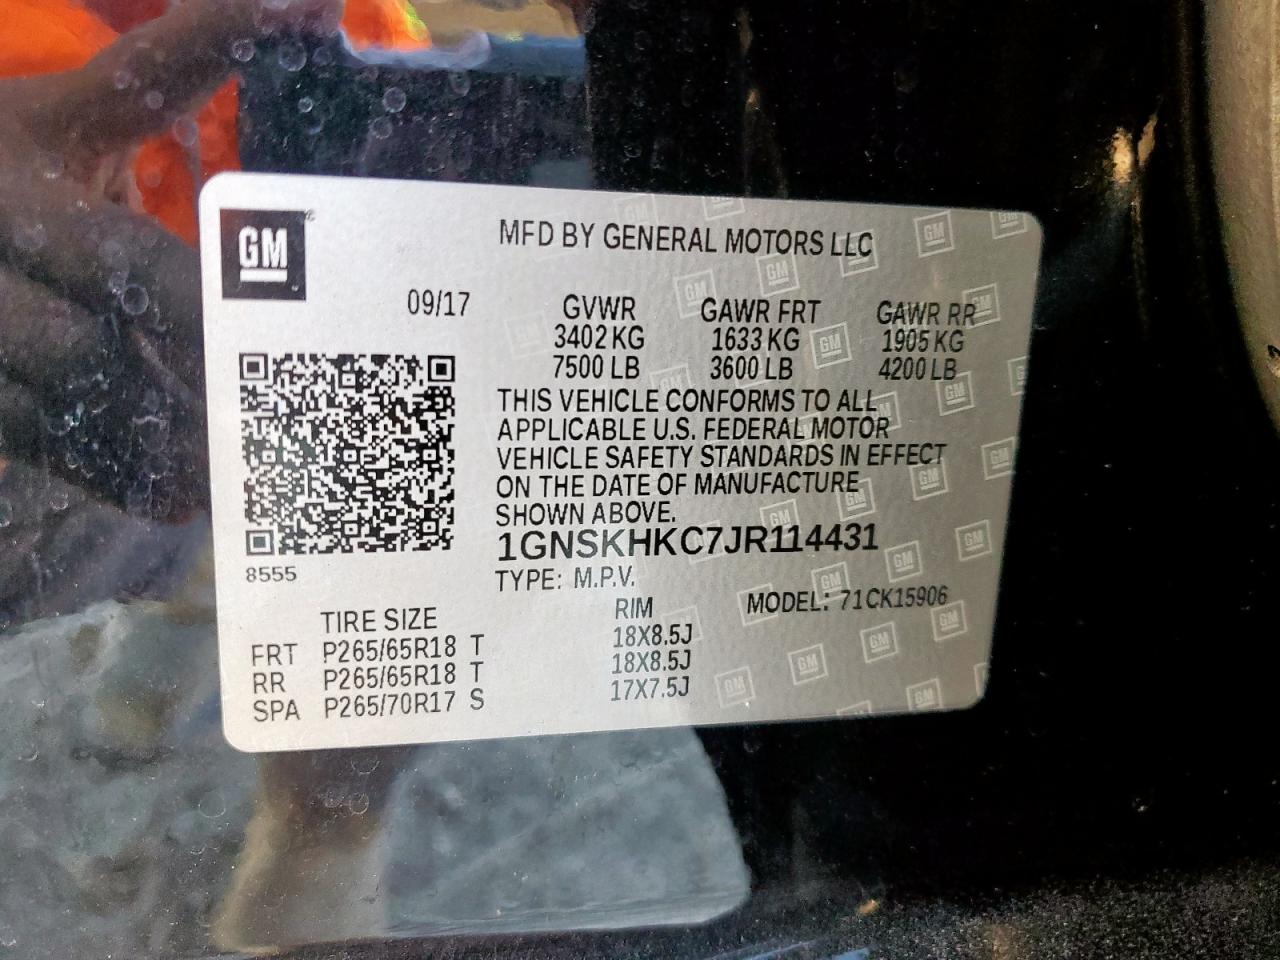 GM
MFD BY GENERAL MOTORS LLC
09/17
GVWR GAWR FRT GAWR RR
3402 KG 1633 KG 1905 KG
7500 LB 3600 LB 4200 LB
THIS VEHICLE CONFORMS TO ALL
APPLICABLE U.S. FEDERAL MOTOR
VEHICLE SAFETY STANDARDS IN EFFECT
ON THE DATE OF MANUFACTURE
SHOWN ABOVE.
1GNSKHKC7JR114431
8555
TYPE: M.P.V. MODEL: 71CK15906
TIRE SIZE RIM
FRT P265/65R18 T 18X8.5J
RR P265/65R18 T 18X8.5J
SPA P265/70R17 S 17X7.5J